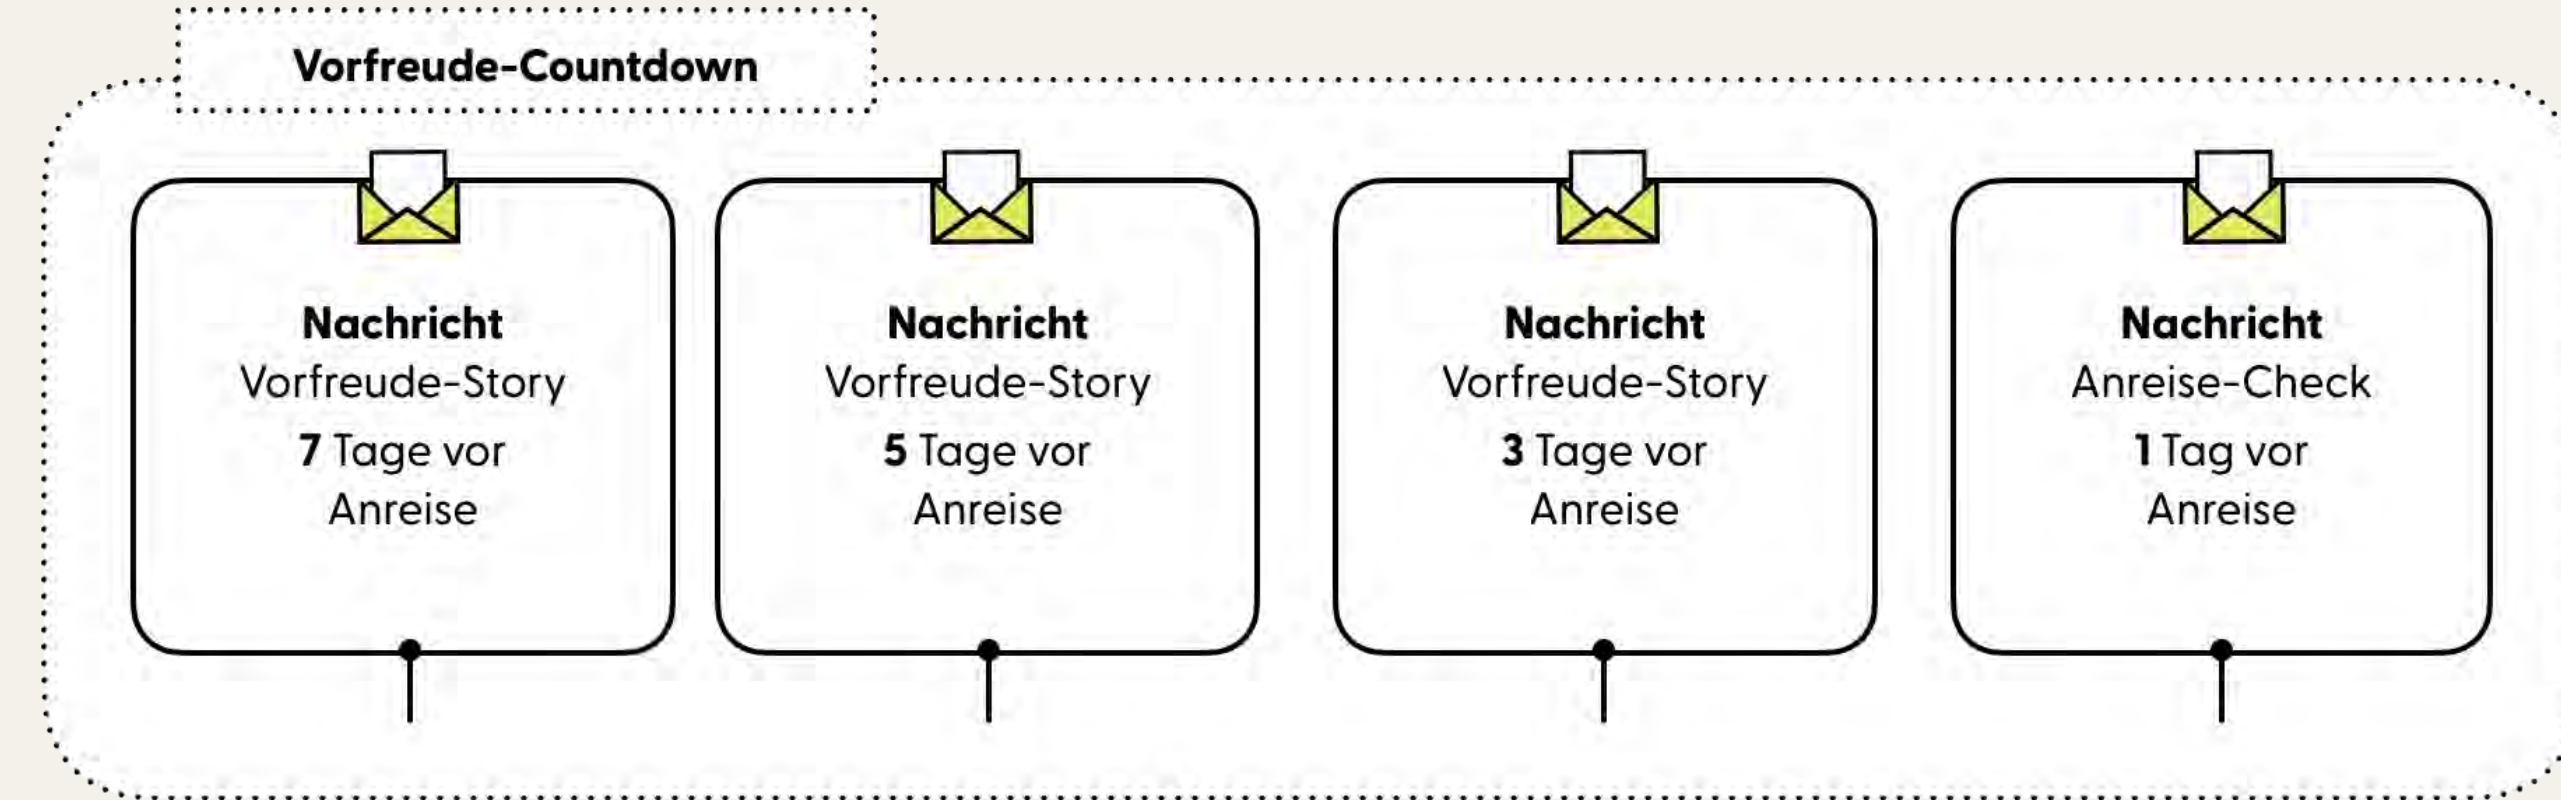 Vorfreude-Countdown
Nachricht
Vorfreude-Story
7 Tage vor
Anreise
Nachricht
Vorfreude-Story
5 Tage vor
Anreise
Nachricht
Vorfreude-Story
3 Tage vor
Anreise
Nachricht
Anreise-Check
1 Tag vor
Anreise